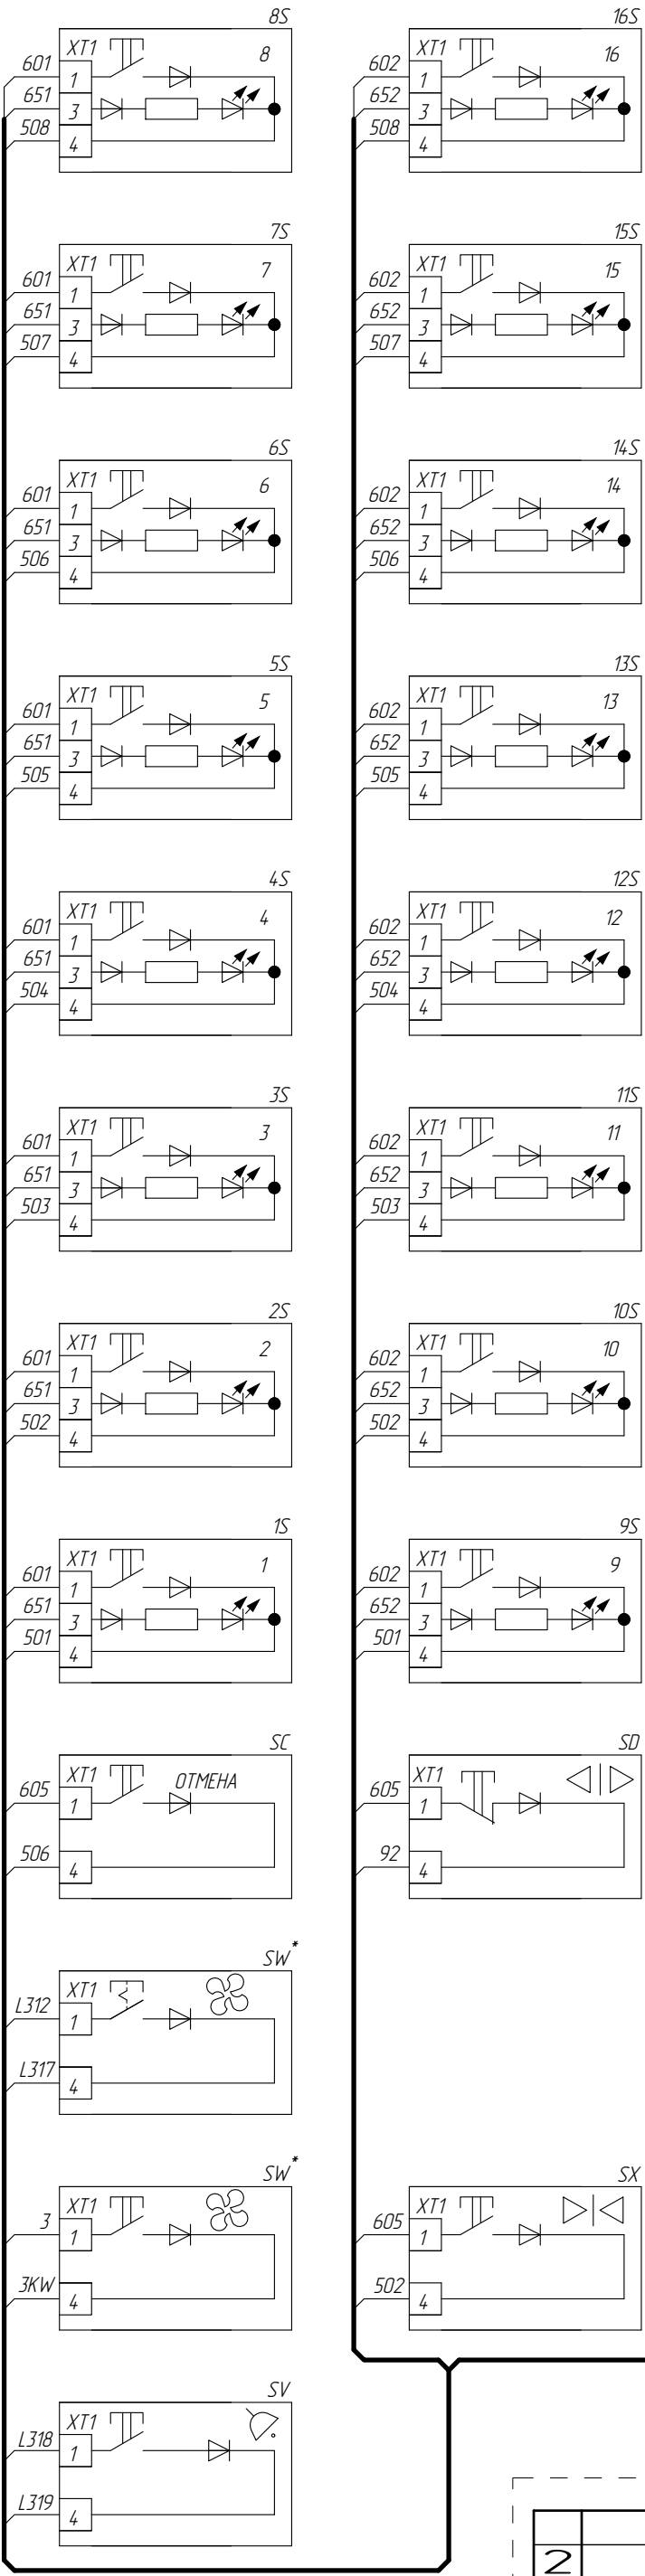 8S
XT1
8
601
1
651
3
508
4
16S
XT1
16
602
1
652
3
508
4
7S
XT1
7
601
1
651
3
507
4
15S
XT1
15
602
1
652
3
507
4
6S
XT1
6
601
1
651
3
506
4
14S
XT1
14
602
1
652
3
506
4
5S
XT1
5
601
1
651
3
505
4
13S
XT1
13
602
1
652
3
505
4
4S
XT1
4
601
1
651
3
504
4
12S
XT1
12
602
1
652
3
504
4
3S
XT1
3
601
1
651
3
503
4
11S
XT1
11
602
1
652
3
503
4
2S
XT1
2
601
1
651
3
502
4
10S
XT1
10
602
1
652
3
502
4
1S
XT1
1
601
1
651
3
501
4
9S
XT1
9
602
1
652
3
501
4
SC
XT1
ОТМЕНА
605
1
506
4
SD
XT1
605
1
92
4
SW*
XT1
L312
1
L317
4
SW*
XT1
3
1
3KW
4
SX
XT1
605
1
502
4
SV
XT1
L318
1
L319
4
2